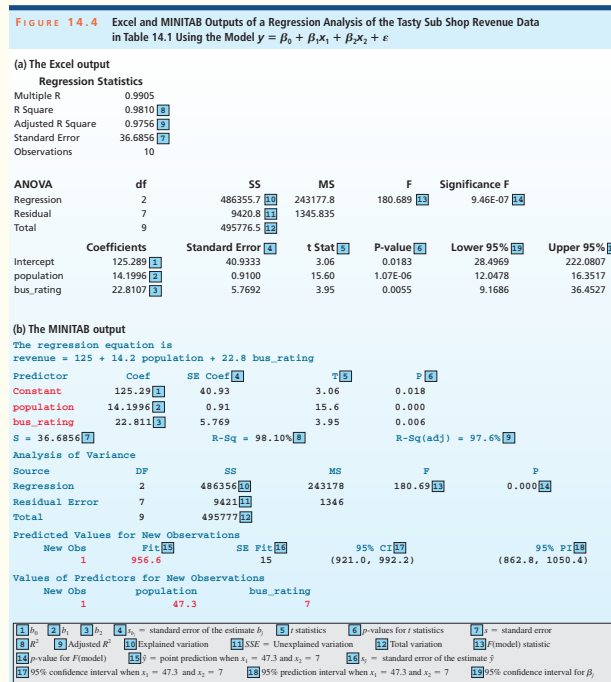 FIGURE 14.4 Excel and MINITAB Outputs of a Regression Analysis of the Tasty Sub Shop Revenue Data
in Table 14.1 Using the Model y = β₀ + β₁x₁ + β₂x₂ + ε
(a) The Excel output
Regression Statistics
Multiple R 0.9905
R Square 0.9810 8
Adjusted R Square 0.9756 9
Standard Error 36.6856 7
Observations 10
ANOVA df SS MS F Significance F
Regression 2 486355.7 10 243177.8 180.689 13 9.46E-07 14
Residual 7 9420.8 11 1345.835
Total 9 495776.5 12
Coefficients Standard Error 4 t Stat 5 P-value 6 Lower 95% 19 Upper 95%
Intercept 125.289 1 40.9333 3.06 0.0183 28.4969 222.0807
population 14.1996 2 0.9100 15.60 1.07E-06 12.0478 16.3517
bus_rating 22.8107 3 5.7692 3.95 0.0055 9.1686 36.4527
(b) The MINITAB output
The regression equation is
revenue = 125 + 14.2 population + 22.8 bus_rating
Predictor Coef SE Coef 4 T 5 P 6
Constant 125.29 1 40.93 3.06 0.018
population 14.1996 2 0.91 15.6 0.000
bus_rating 22.811 3 5.769 3.95 0.006
S = 36.6856 7 R-Sq = 98.10% 8 R-Sq(adj) = 97.6% 9
Analysis of Variance
Source DF SS MS F P
Regression 2 486356 10 243178 180.69 13 0.000 14
Residual Error 7 9421 11 1346
Total 9 495777 12
Predicted Values for New Observations
New Obs Fit 15 SE Fit 16 95% CI 17 95% PI 18
1 956.6 15 (921.0, 992.2) (862.8, 1050.4)
Values of Predictors for New Observations
New Obs population bus_rating
1 47.3 7
1 b₀ 2 b₁ 3 b₂ 4 s_bⱼ = standard error of the estimate bⱼ 5 t statistics 6 p-values for t statistics 7 s = standard error
8 R² 9 Adjusted R² 10 Explained variation 11 SSE = Unexplained variation 12 Total variation 13 F(model) statistic
14 p-value for F(model) 15 ŷ = point prediction when x₁ = 47.3 and x₂ = 7 16 s_ŷ = standard error of the estimate ŷ
17 95% confidence interval when x₁ = 47.3 and x₂ = 7 18 95% prediction interval when x₁ = 47.3 and x₂ = 7 19 95% confidence interval for βⱼ